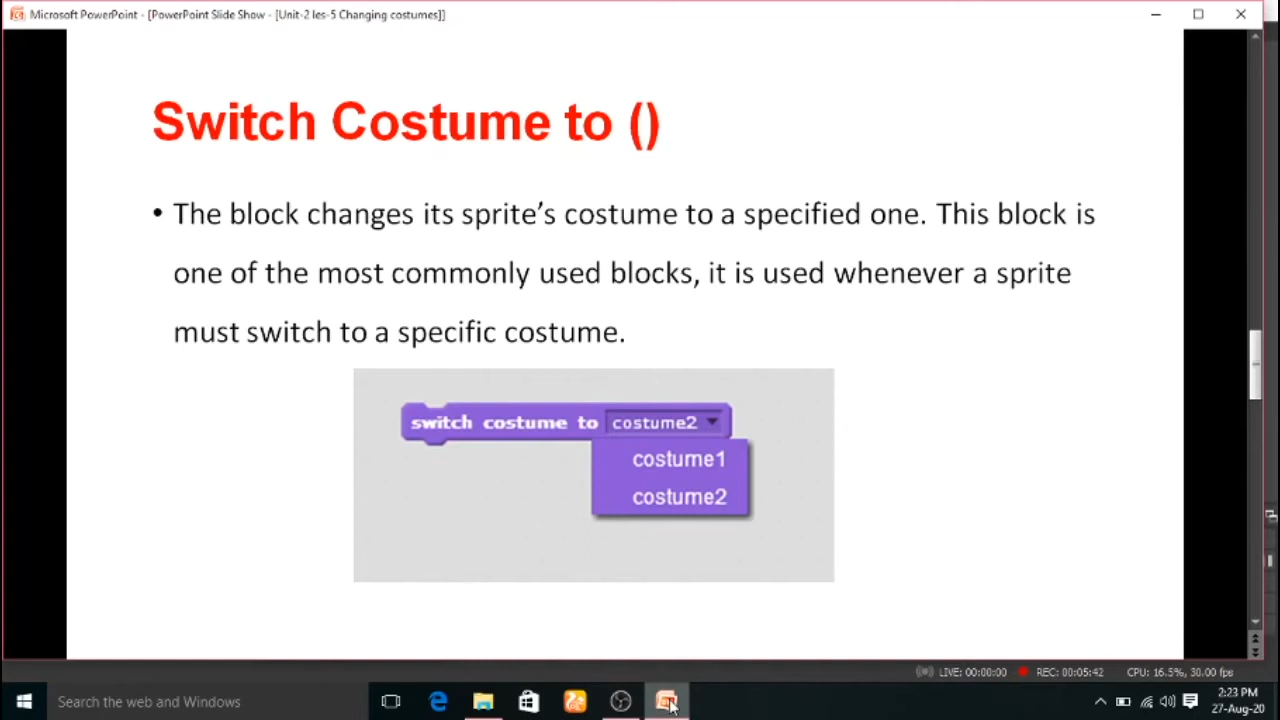 Microsoft PowerPoint - [PowerPoint Slide Show - [Unit-2 les-5 Changing costumes]]
Switch Costume to ()
• The block changes its sprite’s costume to a specified one. This block is
one of the most commonly used blocks, it is used whenever a sprite
must switch to a specific costume.
switch costume to costume2
costume1
costume2
LIVE: 00:00:00 REC: 00:05:42 CPU: 16.5%, 30.00 fps
Search the web and Windows
2:23 PM
27-Aug-20